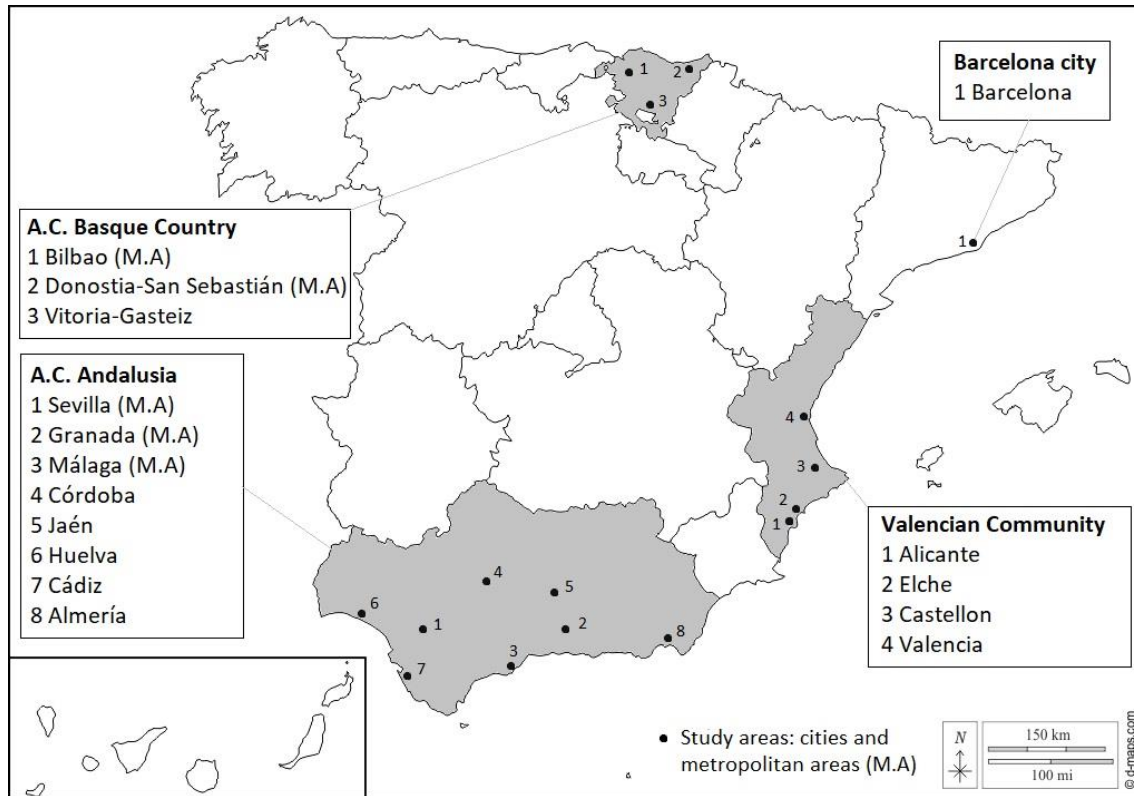 Barcelona city
1 Barcelona
1
2
3
1
A.C. Basque Country
1 Bilbao (M.A)
2 Donostia-San Sebastián (M.A)
3 Vitoria-Gasteiz
A.C. Andalusia
1 Sevilla (M.A)
2 Granada (M.A)
3 Málaga (M.A)
4 Córdoba
5 Jaén
6 Huelva
7 Cádiz
8 Almería
4
3
2
1
Valencian Community
1 Alicante
2 Elche
3 Castellon
4 Valencia
4
5
6
1
2
8
3
7
Study areas: cities and
metropolitan areas (M.A)
N
150 km
100 mi
© d-maps.com